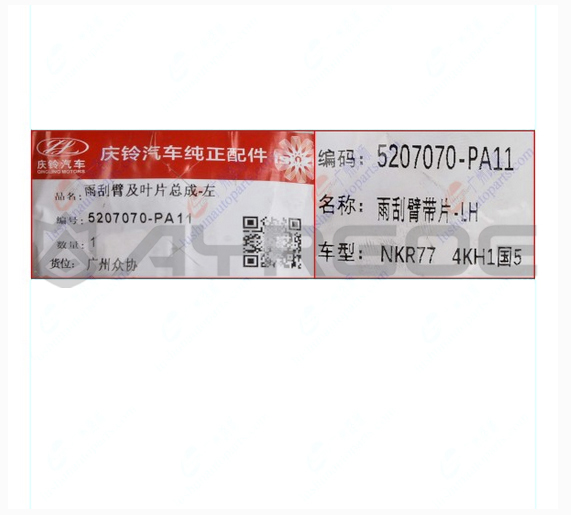 庆铃汽车
QINGLING MOTORS
庆铃汽车纯正配件
品名:雨刮臂及叶片总成-左
编号:5207070-PA11
数量:1
货位:广州众协
编码:5207070-PA11
名称:雨刮臂带片-LH
车型:NKR77 4KH1国5